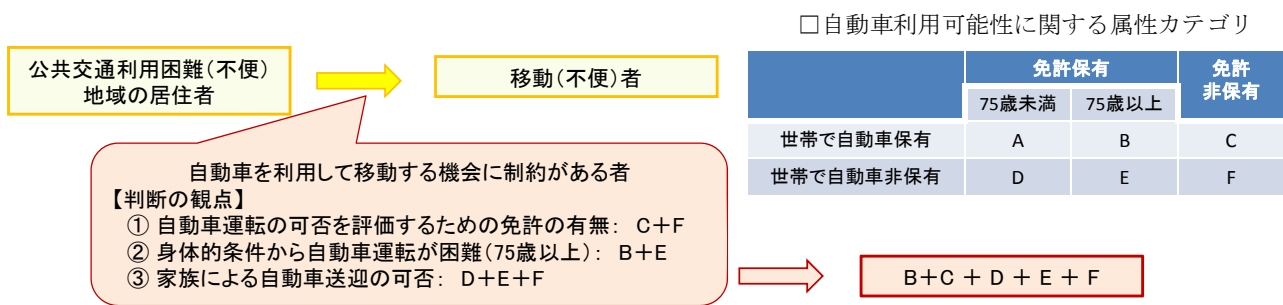 □自動車利用可能性に関する属性カテゴリ
公共交通利用困難(不便)
地域の居住者
移動(不便)者
免許保有
免許
非保有
75歳未満
75歳以上
世帯で自動車保有
A
B
C
世帯で自動車非保有
D
E
F
自動車を利用して移動する機会に制約がある者
【判断の観点】
① 自動車運転の可否を評価するための免許の有無: C+F
② 身体的条件から自動車運転が困難(75歳以上): B+E
③ 家族による自動車送迎の可否: D+E+F
B+C + D + E + F